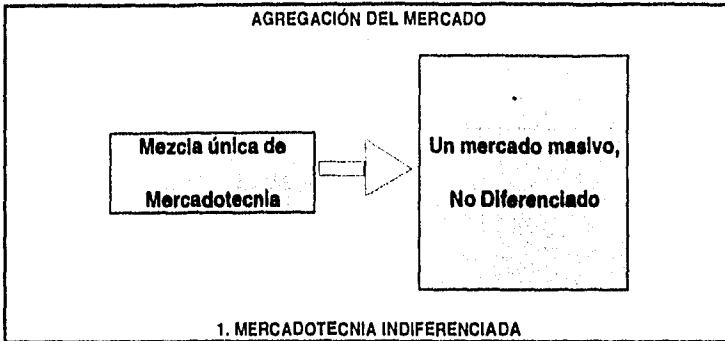 AGREGACIÓN DEL MERCADO
Mezcla única de
Mercadotecnia
Un mercado masivo,
No Diferenciado
1. MERCADOTECNIA INDIFERENCIADA